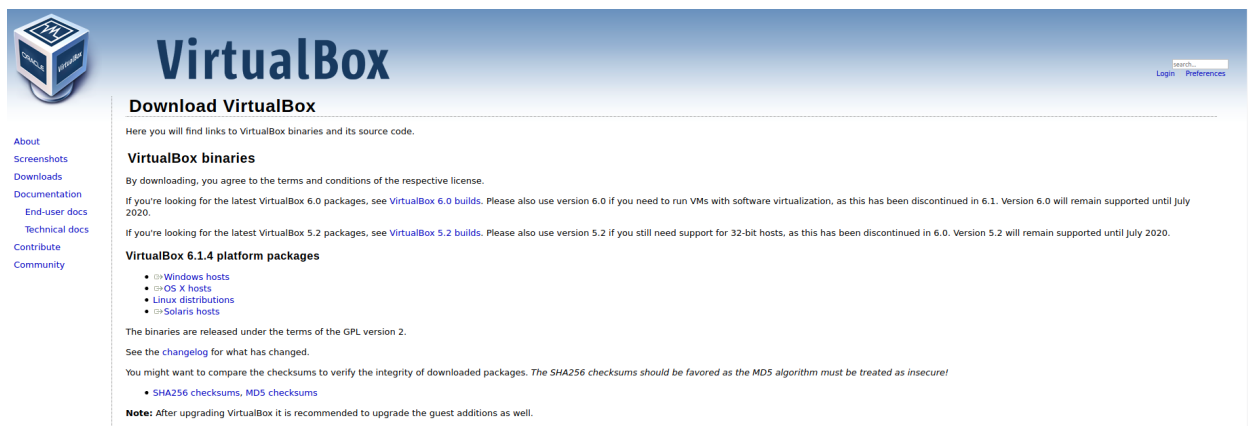 ORACLE
VirtualBox
VirtualBox
search...
Login Preferences
About
Screenshots
Downloads
Documentation
End-user docs
Technical docs
Contribute
Community
Download VirtualBox
Here you will find links to VirtualBox binaries and its source code.
VirtualBox binaries
By downloading, you agree to the terms and conditions of the respective license.
If you're looking for the latest VirtualBox 6.0 packages, see VirtualBox 6.0 builds. Please also use version 6.0 if you need to run VMs with software virtualization, as this has been discontinued in 6.1. Version 6.0 will remain supported until July
2020.
If you're looking for the latest VirtualBox 5.2 packages, see VirtualBox 5.2 builds. Please also use version 5.2 if you still need support for 32-bit hosts, as this has been discontinued in 6.0. Version 5.2 will remain supported until July 2020.
VirtualBox 6.1.4 platform packages
• Windows hosts
• OS X hosts
• Linux distributions
• Solaris hosts
The binaries are released under the terms of the GPL version 2.
See the changelog for what has changed.
You might want to compare the checksums to verify the integrity of downloaded packages. The SHA256 checksums should be favored as the MD5 algorithm must be treated as insecure!
• SHA256 checksums, MD5 checksums
Note: After upgrading VirtualBox it is recommended to upgrade the guest additions as well.